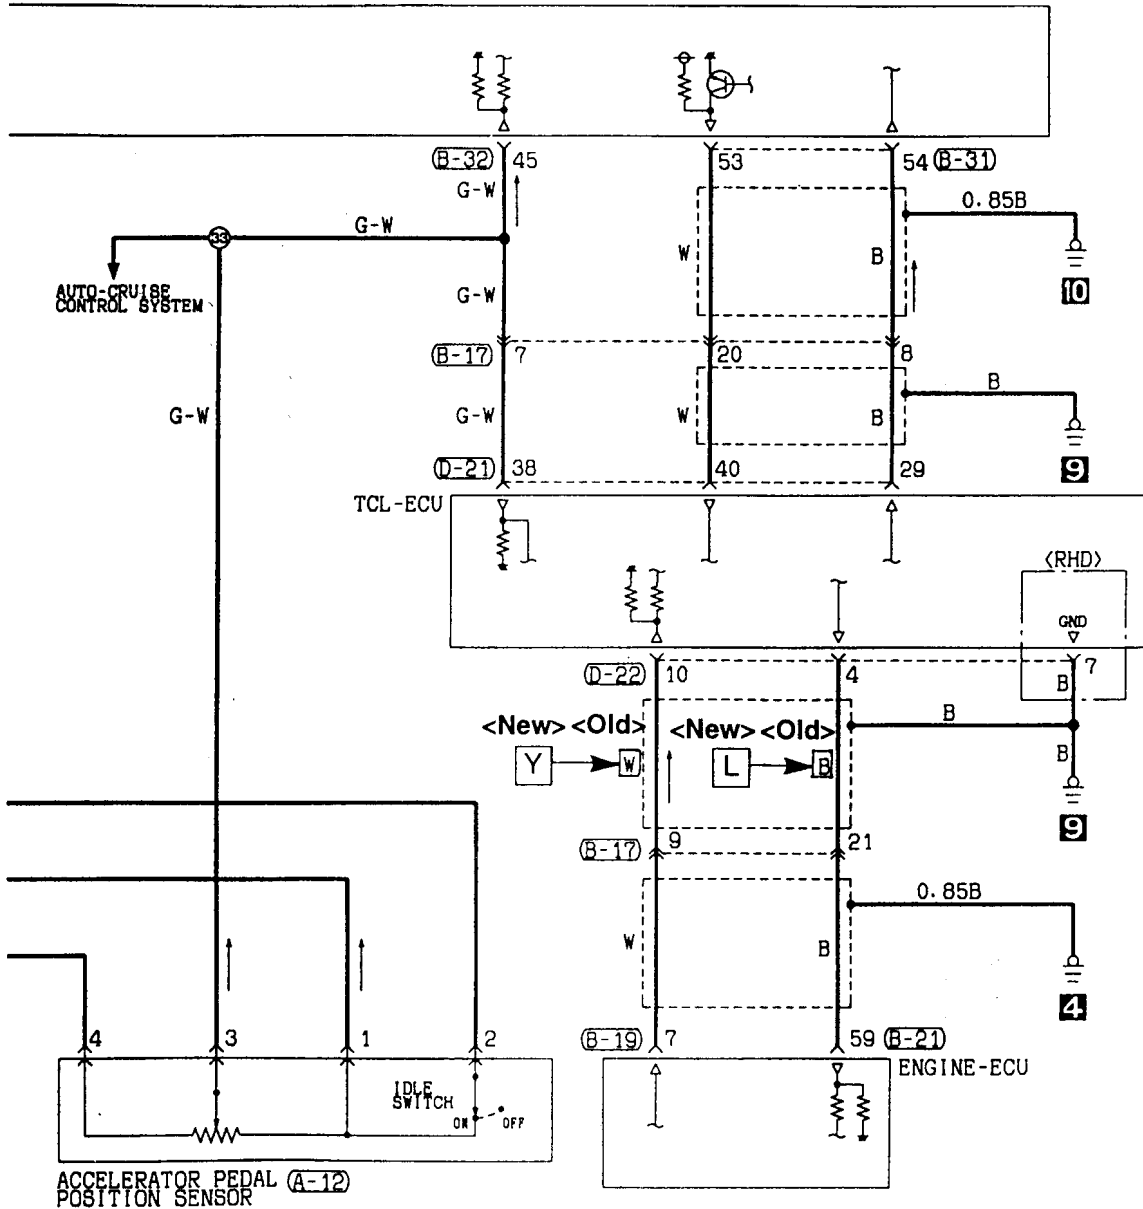 (B-32) 45 53 54 (B-31)
G-W
0.85B
G-W
33
W B
AUTO-CRUISE
CONTROL SYSTEM
G-W
10
(B-17) 7 20 8
B
G-W
G-W
W B
(D-21) 38 40 29
9
TCL-ECU
<RHD>
GND
(D-22) 10 4 7
B
<New> <Old> <New> <Old>
B
Y W L B
B
9
(B-17) 9 21
0.85B
W B
4
4 3 1 2
(B-19) 7 59 (B-21)
ENGINE-ECU
IDLE
SWITCH
ON OFF
ACCELERATOR PEDAL (A-12)
POSITION SENSOR